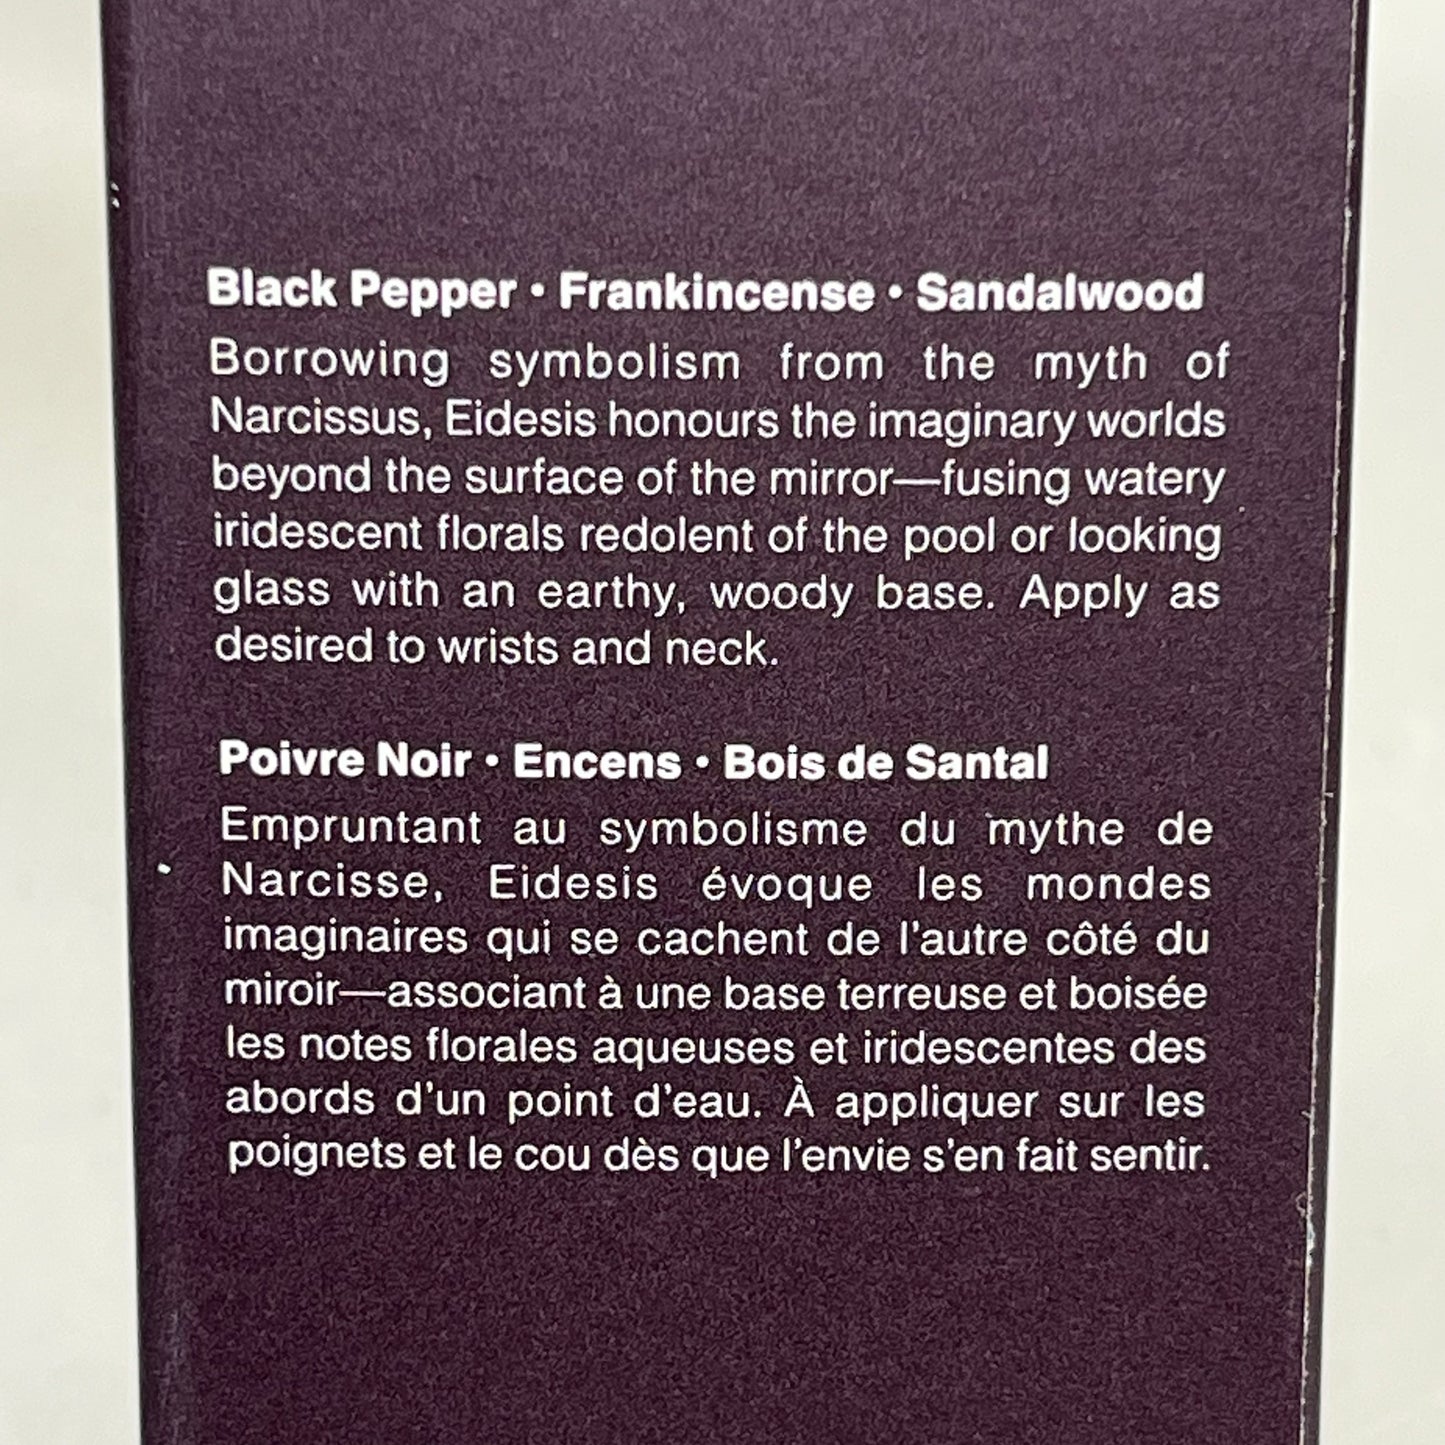 Black Pepper • Frankincense • Sandalwood
Borrowing symbolism from the myth of
Narcissus, Eidesis honours the imaginary worlds
beyond the surface of the mirror—fusing watery
iridescent florals redolent of the pool or looking
glass with an earthy, woody base. Apply as
desired to wrists and neck.
Poivre Noir • Encens • Bois de Santal
Empruntant au symbolisme du mythe de
Narcisse, Eidesis évoque les mondes
imaginaires qui se cachent de l'autre côté du
miroir—associant à une base terreuse et boisée
les notes florales aqueuses et iridescentes des
abords d'un point d'eau. À appliquer sur les
poignets et le cou dès que l'envie s'en fait sentir.